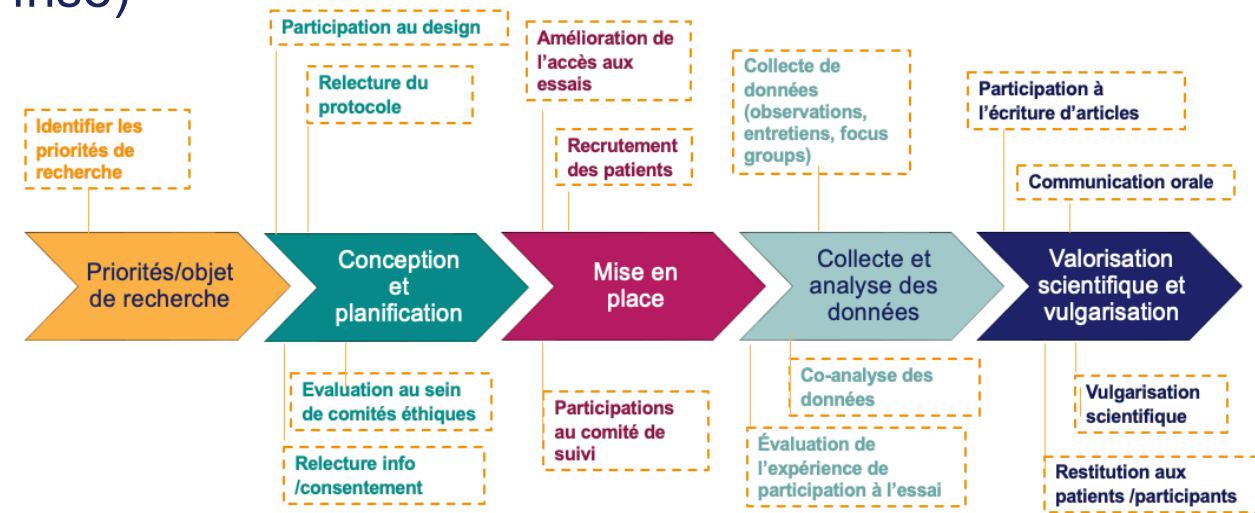 Participation au design
Relecture du
protocole
Identifier les
priorités de
recherche
Amélioration de
l'accès aux
essais
Recrutement
des patients
Collecte de
données
(observations,
entretiens, focus
groups)
Participation à
l'écriture d'articles
Communication orale
Priorités/objet
de recherche
Conception
et
planification
Mise en
place
Collecte et
analyse des
données
Valorisation
scientifique et
vulgarisation
Evaluation au sein
de comités éthiques
Relecture info
/consentement
Participations
au comité de
suivi
Co-analyse des
données
Évaluation de
l'expérience de
participation à l'essai
Vulgarisation
scientifique
Restitution aux
patients /participants